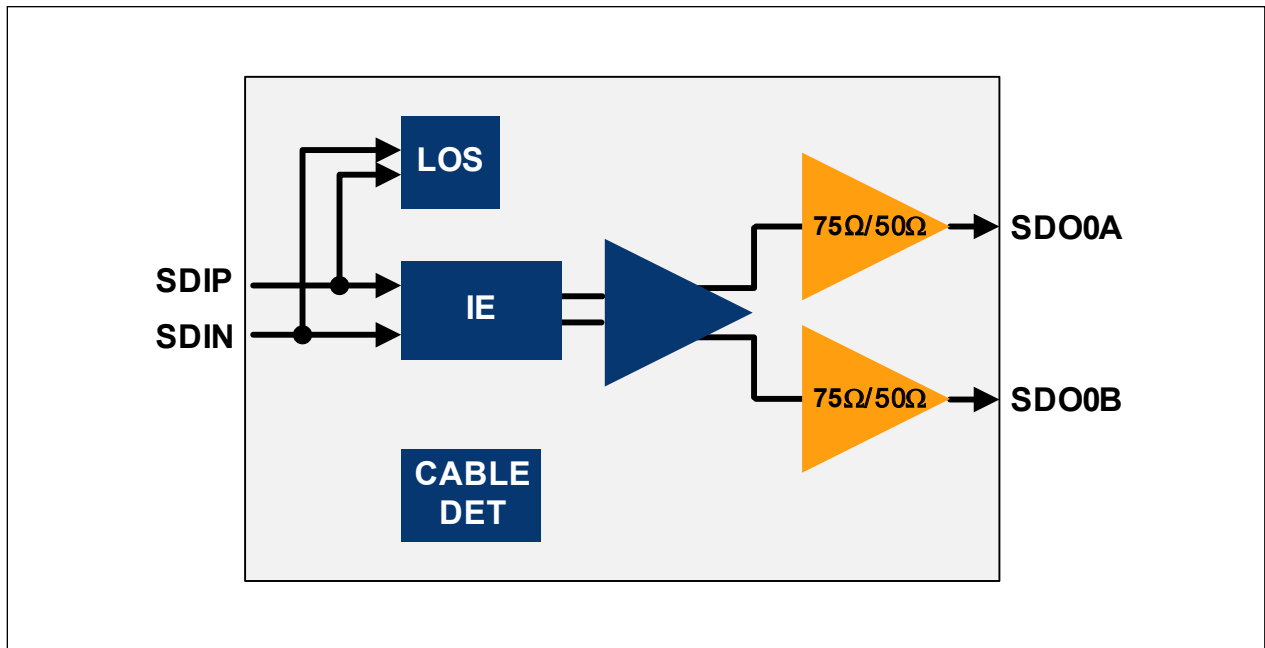 LOS
75Ω/50Ω
SDO0A
SDIP
IE
SDIN
75Ω/50Ω
SDO0B
CABLE
DET